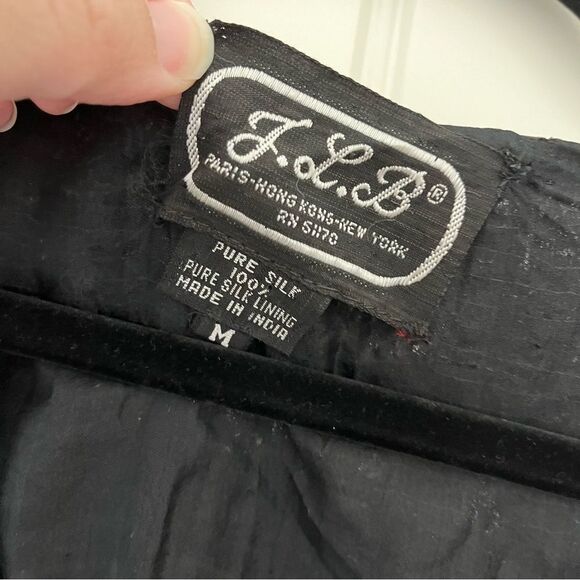 J.L.B®
PARIS-HONG KONG-NEW YORK
RN 51170
PURE SILK
100%
PURE SILK LINING
MADE IN INDIA
M